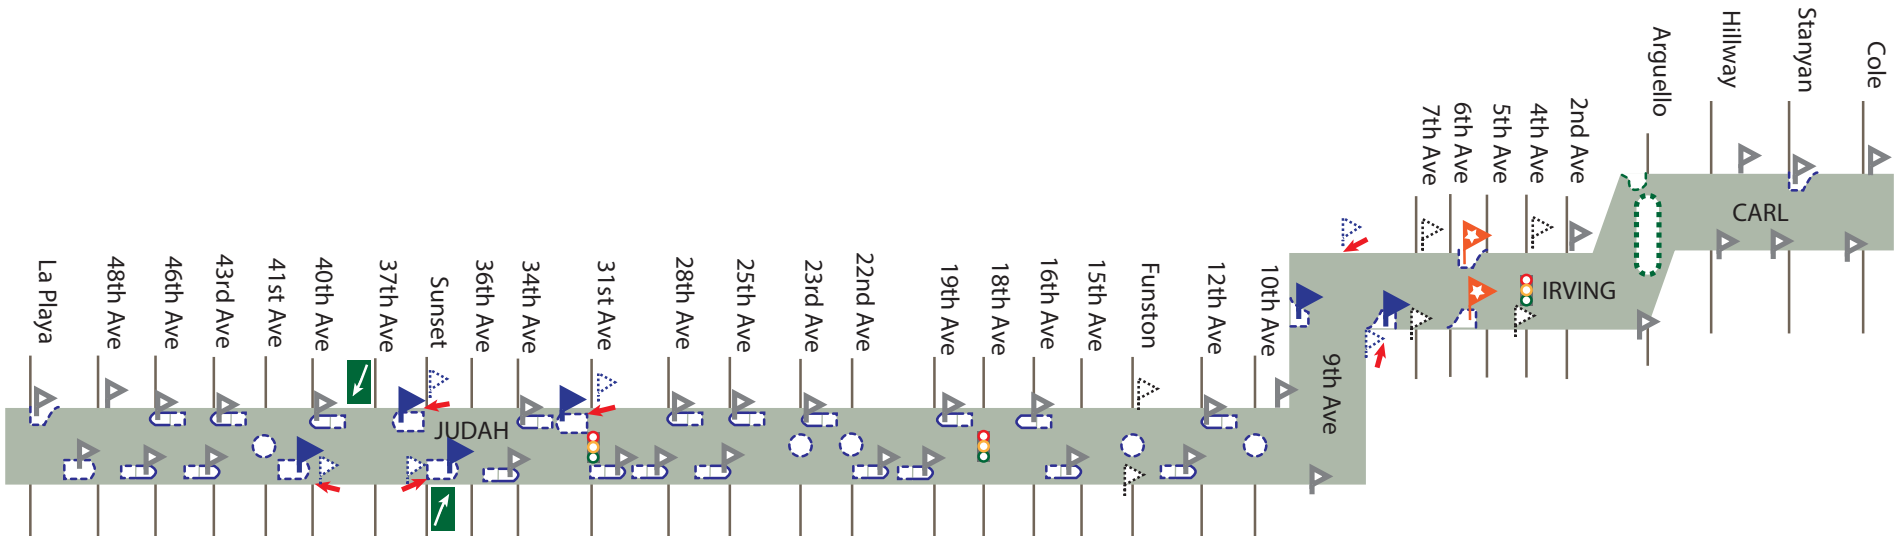 La Playa
48th Ave
46th Ave
43rd Ave
41st Ave
40th Ave
37th Ave
Sunset
36th Ave
34th Ave
31st Ave
28th Ave
25th Ave
23rd Ave
22nd Ave
19th Ave
18th Ave
16th Ave
15th Ave
Funston
12th Ave
10th Ave
9th Ave
7th Ave
6th Ave
5th Ave
4th Ave
2nd Ave
Arguello
Hillway
Stanyan
Cole
JUDAH
IRVING
CARL